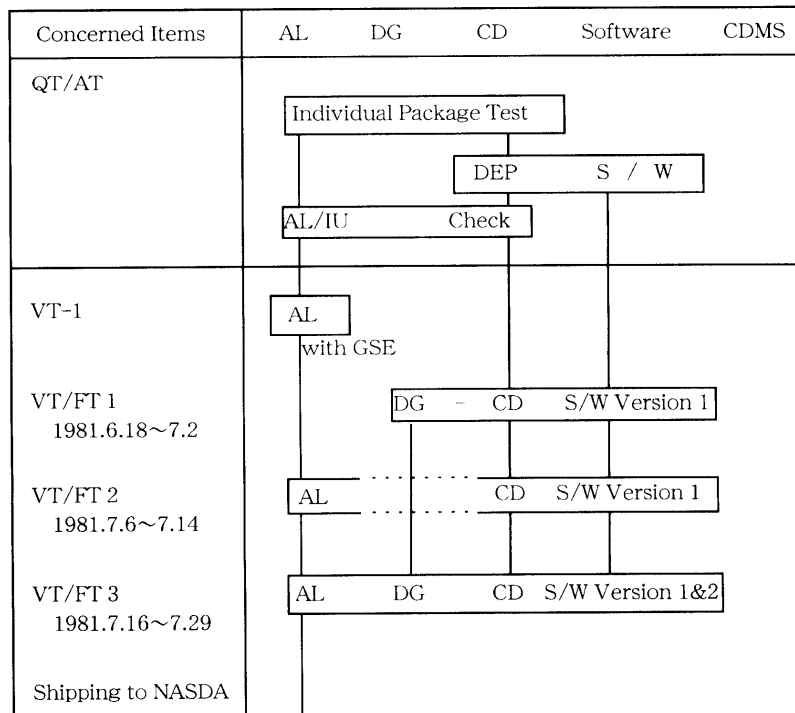 Concerned Items AL DG CD Software CDMS
QT/AT
Individual Package Test
DEP S / W
AL/IU Check
VT-1 AL
with GSE
VT/FT 1 DG - CD S/W Version 1
1981.6.18~7.2
VT/FT 2 AL CD S/W Version 1
1981.7.6~7.14
VT/FT 3 AL DG CD S/W Version 1&2
1981.7.16~7.29
Shipping to NASDA